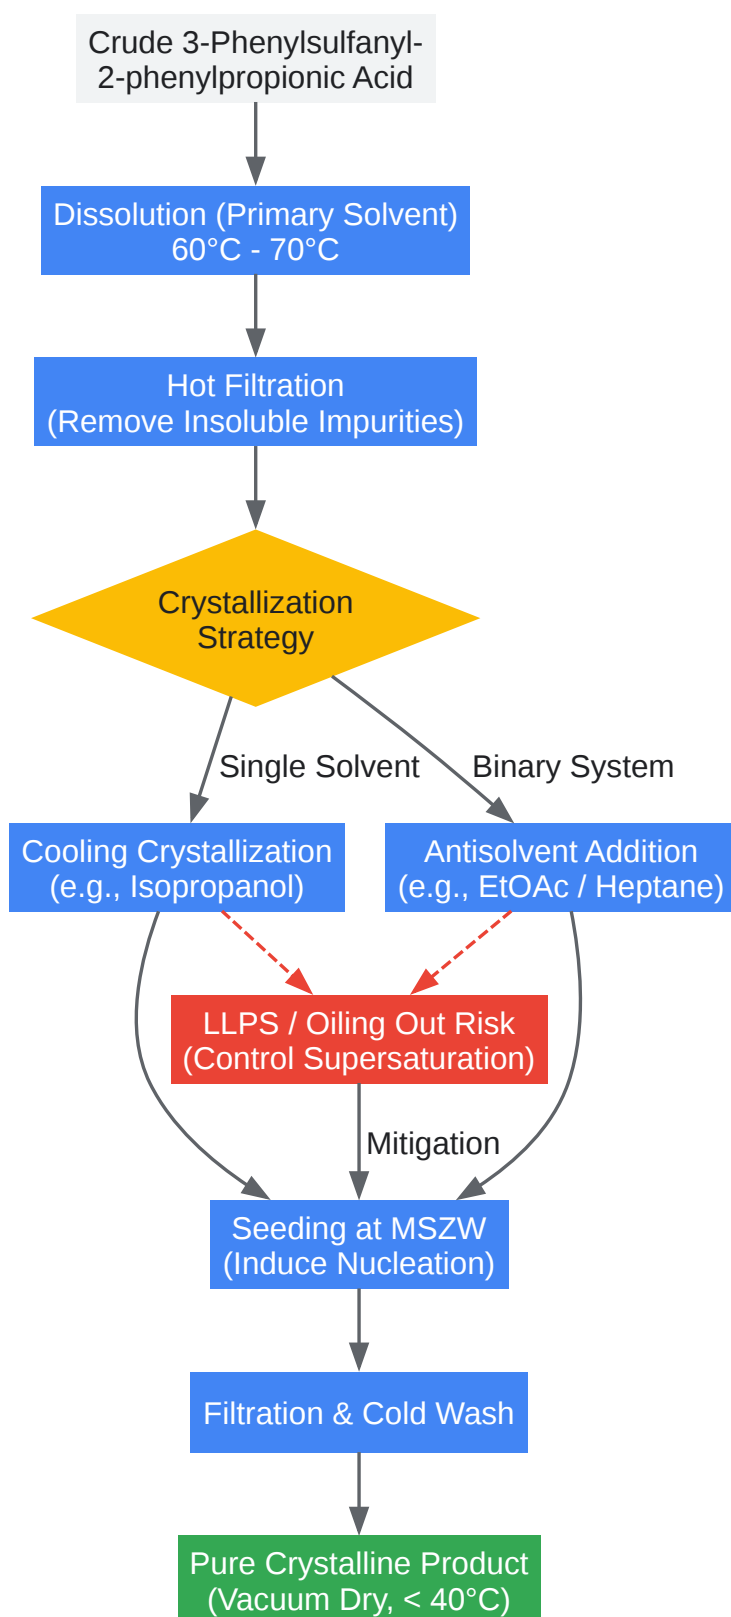 Crude 3-Phenylsulfanyl-
2-phenylpropionic Acid
Dissolution (Primary Solvent)
60°C - 70°C
Hot Filtration
(Remove Insoluble Impurities)
Crystallization
Strategy
Single Solvent
Binary System
Cooling Crystallization
(e.g., Isopropanol)
Antisolvent Addition
(e.g., EtOAc / Heptane)
LLPS / Oiling Out Risk
(Control Supersaturation)
Mitigation
Seeding at MSZW
(Induce Nucleation)
Filtration & Cold Wash
Pure Crystalline Product
(Vacuum Dry, < 40°C)